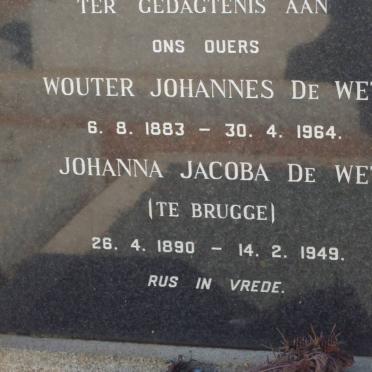 TER GEDAGTENIS AAN
ONS OUERS
WOUTER JOHANNES DE WE
6. 8. 1883 – 30. 4. 1964.
JOHANNA JACOBA DE WE
(TE BRUGGE)
26. 4. 1890 – 14. 2. 1949.
RUS IN VREDE.